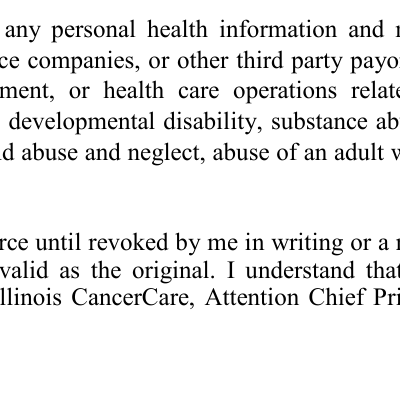 any personal health information and
ce companies, or other third party payo
ment, or health care operations relate
developmental disability, substance ab
d abuse and neglect, abuse of an adult w
rce until revoked by me in writing or a
valid as the original. I understand that
llinois CancerCare, Attention Chief Pri